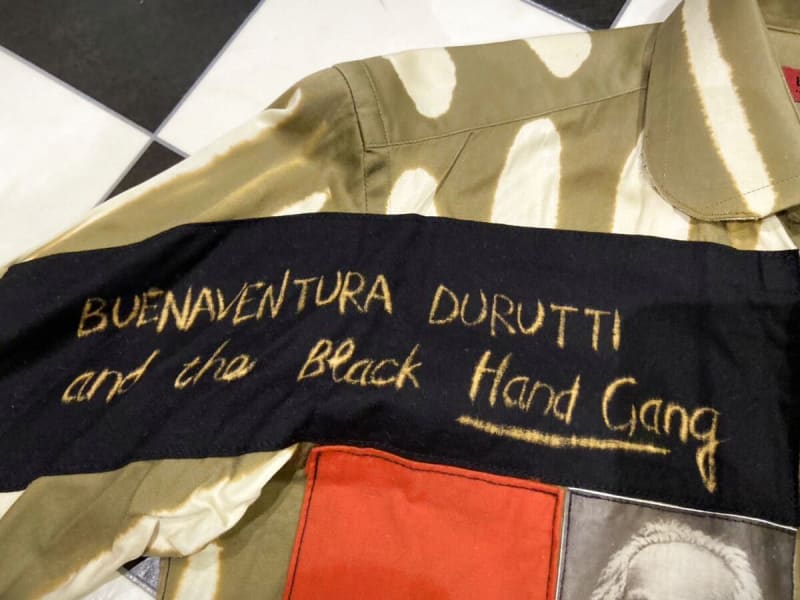 BUENAVENTURA DURUTTI
and the Black Hand Gang